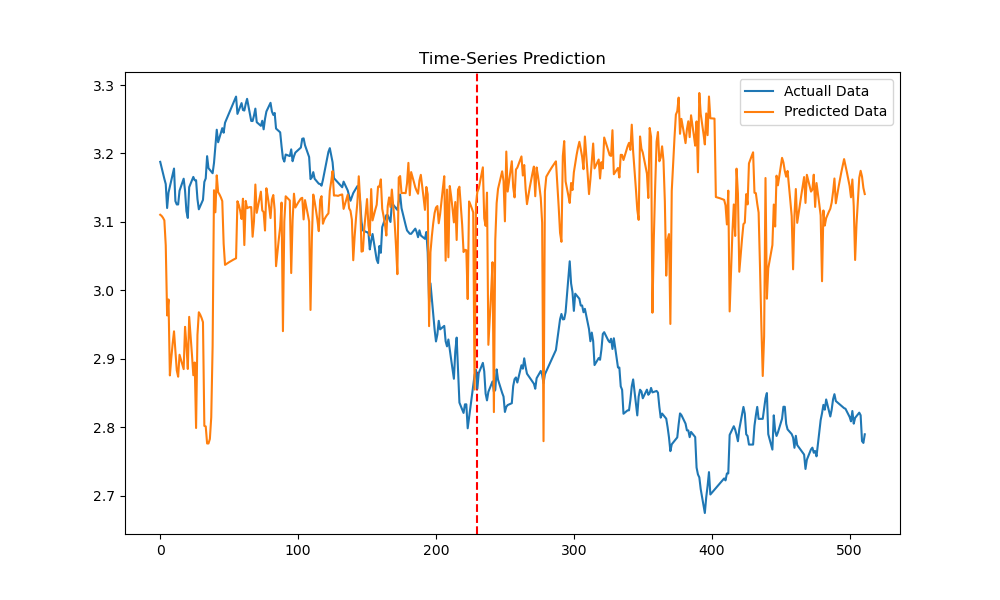 Time-Series Prediction
Actuall Data
Predicted Data
3.3
3.2
3.1
3.0
2.9
2.8
2.7
0 100 200 300 400 500